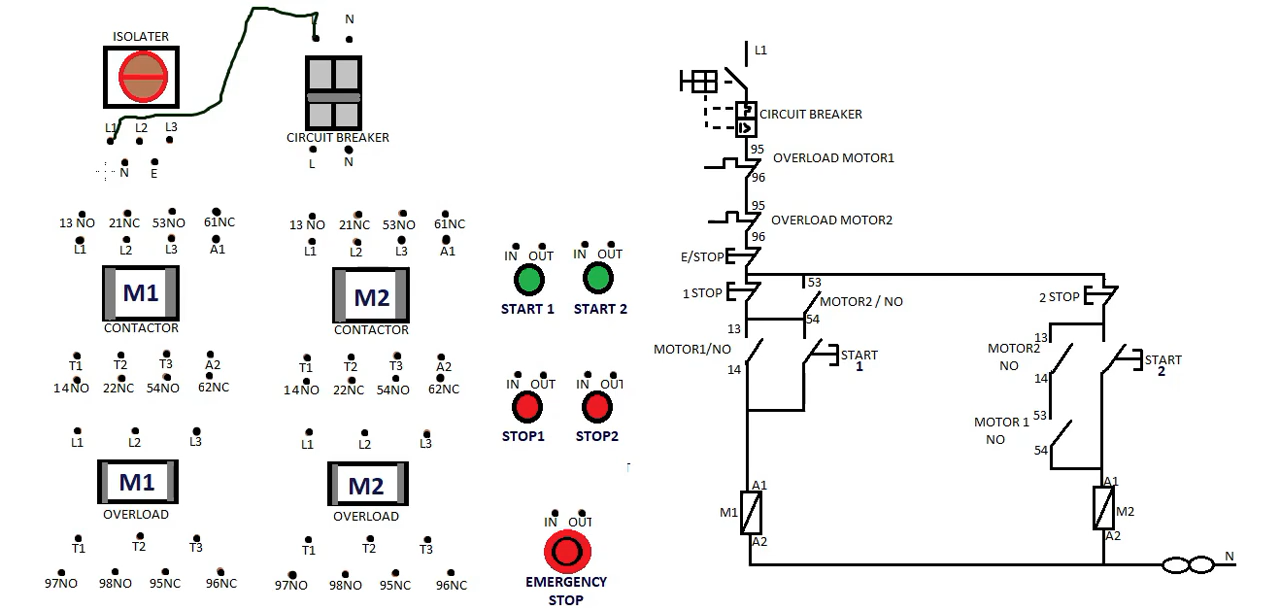 ISOLATER
L N
L1 L2 L3
N E
CIRCUIT BREAKER
L N
13 NO 21NC 53NO 61NC
L1 L2 L3 A1
M1
CONTACTOR
T1 T2 T3 A2
14NO 22NC 54NO 62NC
L1 L2 L3
M1
OVERLOAD
T1 T2 T3
97NO 98NO 95NC 96NC
13 NO 21NC 53NO 61NC
L1 L2 L3 A1
M2
CONTACTOR
T1 T2 T3 A2
14NO 22NC 54NO 62NC
L1 L2 L3
M2
OVERLOAD
T1 T2 T3
97NO 98NO 95NC 96NC
IN OUT IN OUT
START 1 START 2
IN OUT IN OUT
STOP1 STOP2
IN OUT
EMERGENCY
STOP
L1
CIRCUIT BREAKER
95
OVERLOAD MOTOR1
96
95
OVERLOAD MOTOR2
96
E/STOP
1 STOP
53
MOTOR2 / NO
54
13
MOTOR1/NO
14
START
1
A1
M1
A2
2 STOP
13
MOTOR2
NO
14
START
2
53
MOTOR 1
NO
54
A1
M2
A2
N